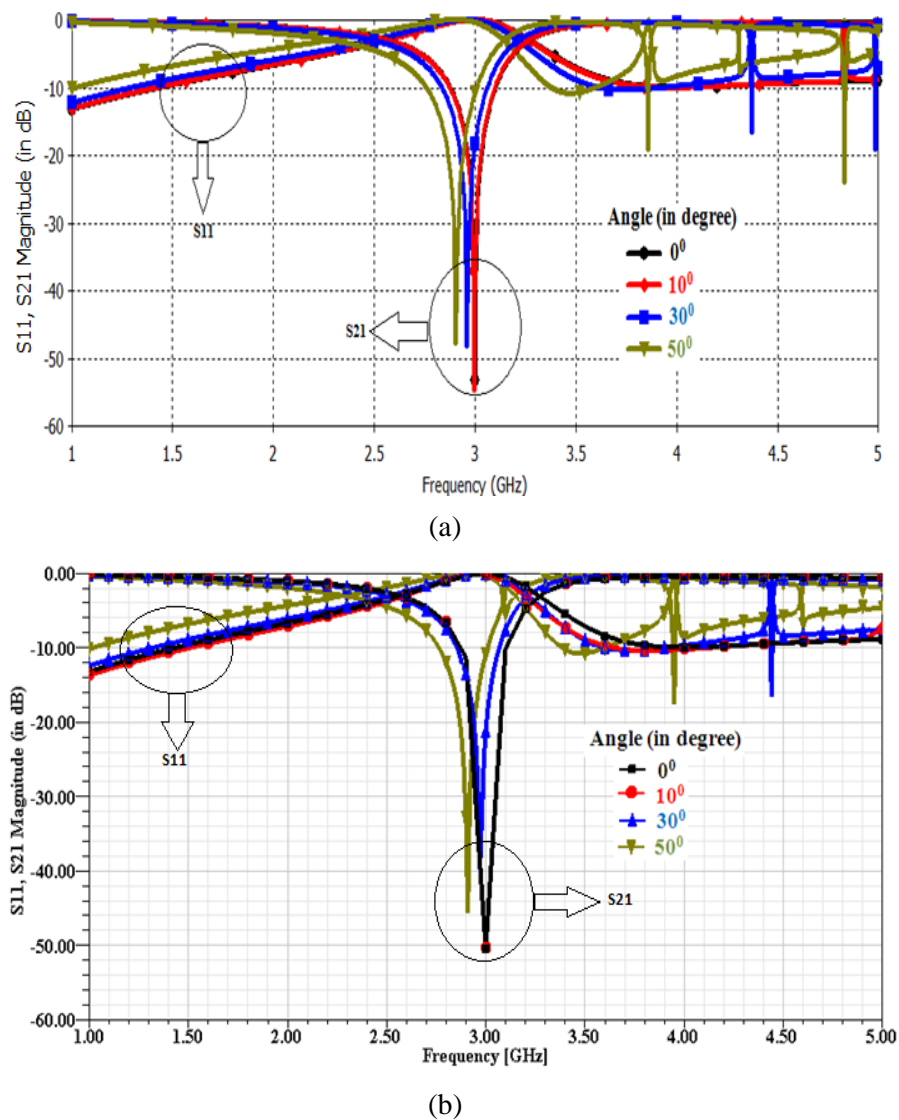 0
-10
-20
-30
-40
-50
-60
S11, S21 Magnitude (in dB)
S11
S21
Angle (in degree)
0⁰
10⁰
30⁰
50⁰
1 1.5 2 2.5 3 3.5 4 4.5 5
Frequency (GHz)
(a)
0.00
-10.00
-20.00
-30.00
-40.00
-50.00
-60.00
S11, S21 Magnitude (in dB)
S11
S21
Angle (in degree)
0⁰
10⁰
30⁰
50⁰
1.00 1.50 2.00 2.50 3.00 3.50 4.00 4.50 5.00
Frequency [GHz]
(b)